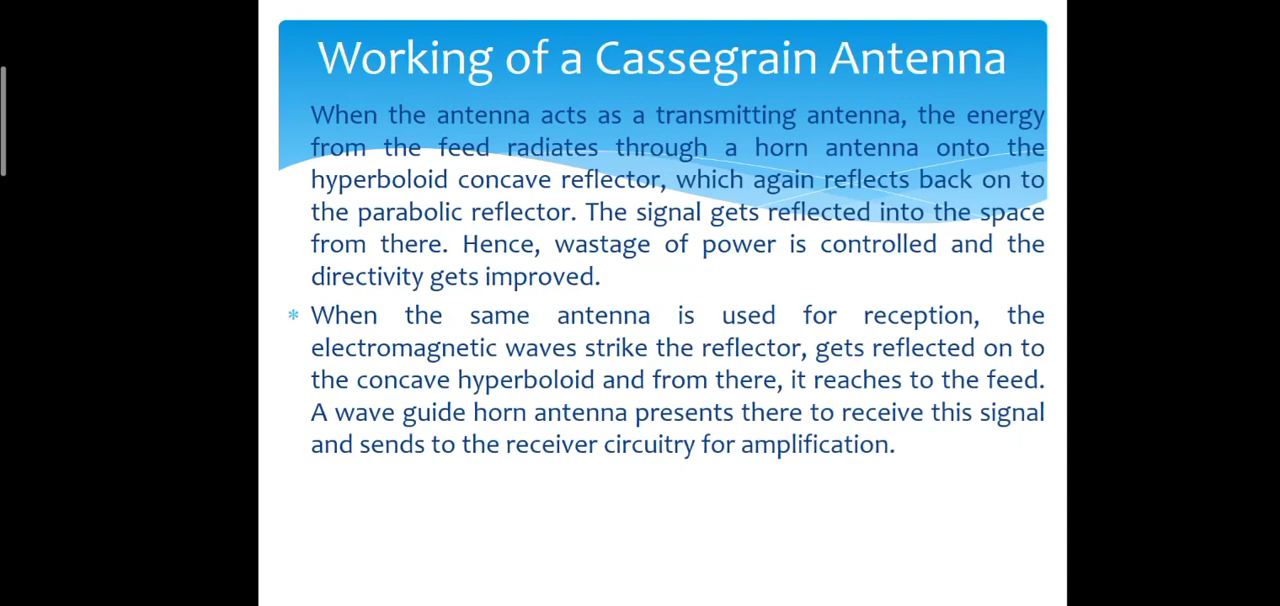 Working of a Cassegrain Antenna
When the antenna acts as a transmitting antenna, the energy
from the feed radiates through a horn antenna onto the
hyperboloid concave reflector, which again reflects back on to
the parabolic reflector. The signal gets reflected into the space
from there. Hence, wastage of power is controlled and the
directivity gets improved.
* When the same antenna is used for reception, the
electromagnetic waves strike the reflector, gets reflected on to
the concave hyperboloid and from there, it reaches to the feed.
A wave guide horn antenna presents there to receive this signal
and sends to the receiver circuitry for amplification.